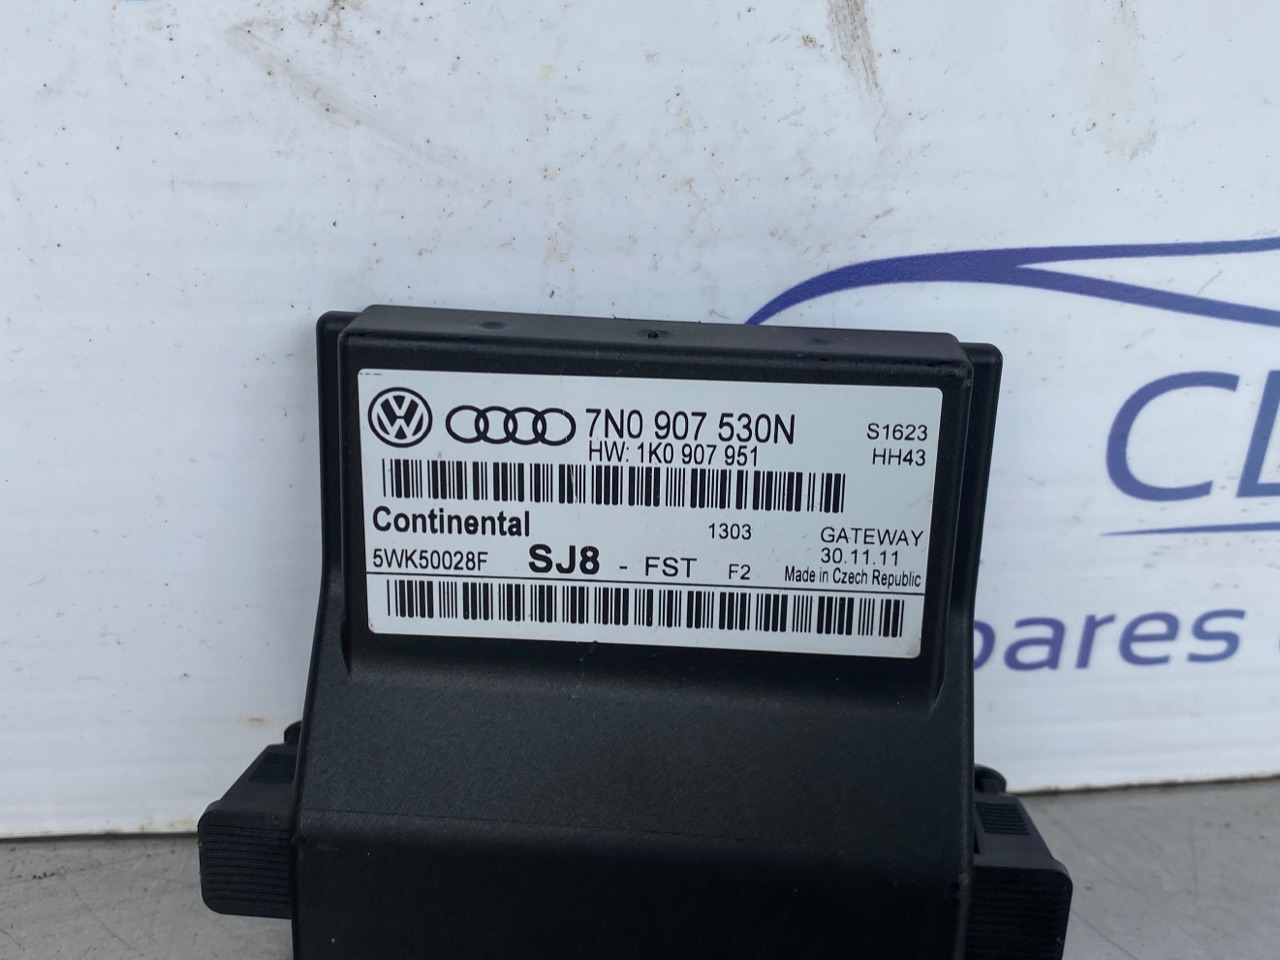 7N0 907 530N
S1623
HW: 1K0 907 951
HH43
Continental
1303
GATEWAY
30.11.11
5WK50028F
SJ8 - FST
F2
Made in Czech Republic
pares